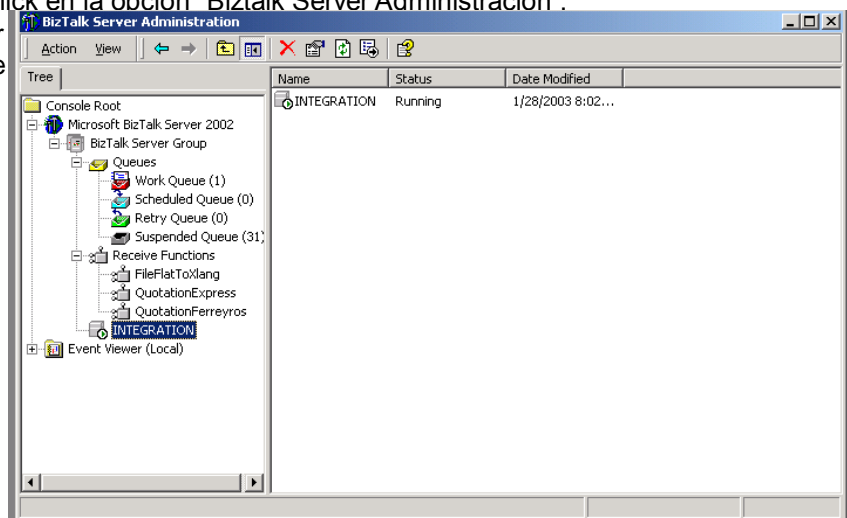 click en la opción "Biztalk Server Administración".
BizTalk Server Administration
Action View
Tree
Name Status Date Modified
Console Root
INTEGRATION Running 1/28/2003 8:02...
Microsoft BizTalk Server 2002
BizTalk Server Group
Queues
Work Queue (1)
Scheduled Queue (0)
Retry Queue (0)
Suspended Queue (31)
Receive Functions
FileFlatToXlang
QuotationExpress
QuotationFerreyros
INTEGRATION
Event Viewer (Local)